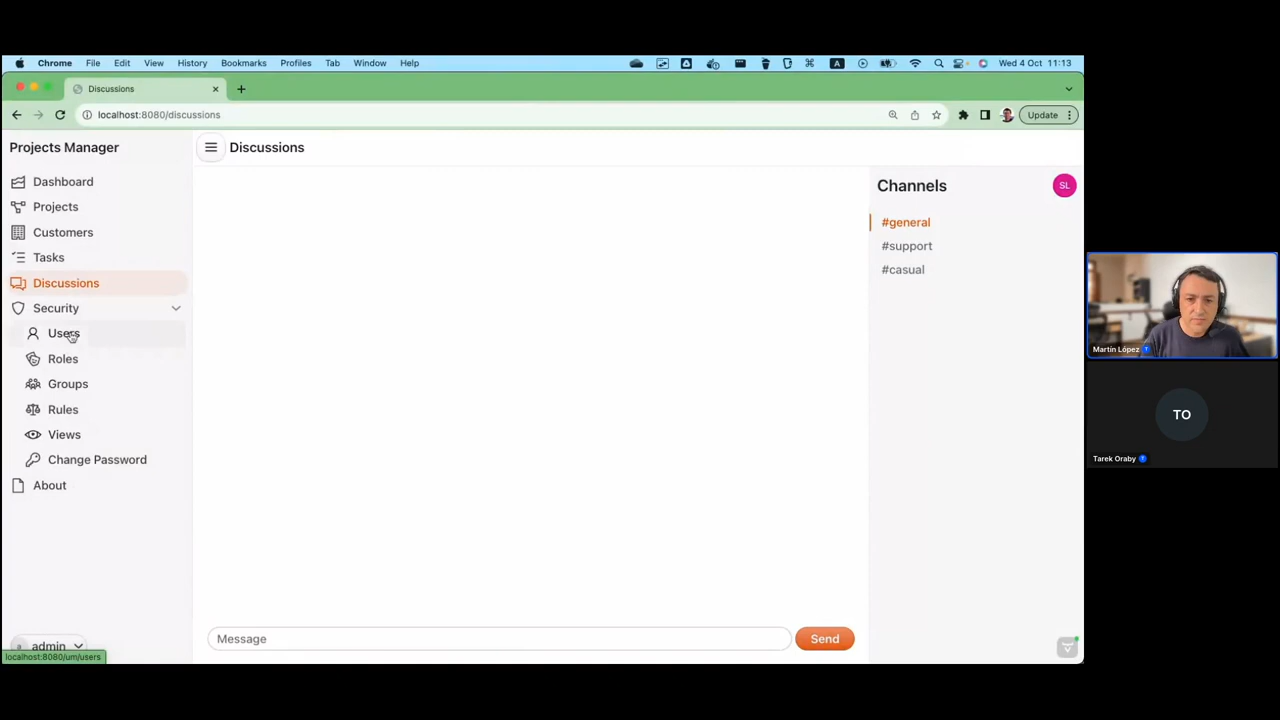 Chrome File Edit View History Bookmarks Profiles Tab Window Help A Wed 4 Oct 11:13
Discussions
localhost:8080/discussions Update
Projects Manager
Discussions
Dashboard
Projects
Customers
Tasks
Discussions
Security
Users
Roles
Groups
Rules
Views
Change Password
About
a admin
localhost:8080/um/users
Channels SL
#general
#support
#casual
Message Send
Martín López T
TO
Tarek Oraby T